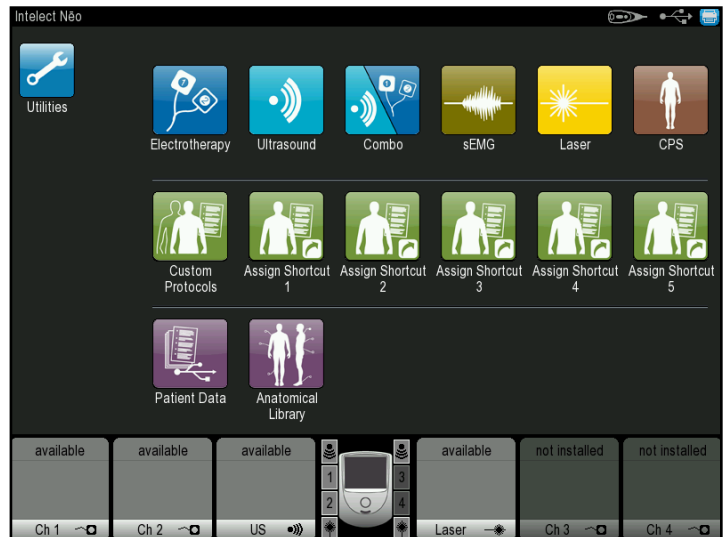 Intelect Nēo
Utilities
Electrotherapy
Ultrasound
Combo
sEMG
Laser
CPS
Custom
Protocols
Assign Shortcut
1
Assign Shortcut
2
Assign Shortcut
3
Assign Shortcut
4
Assign Shortcut
5
Patient Data
Anatomical
Library
available
available
available
1
2
3
4
available
not installed
not installed
Ch 1
Ch 2
US
Laser
Ch 3
Ch 4